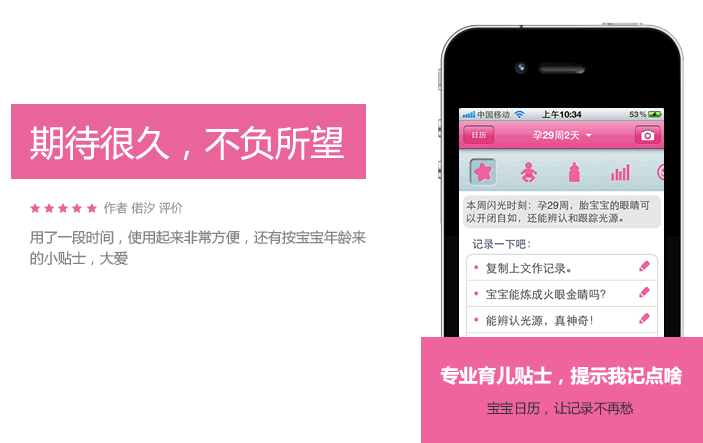 期待很久，不负所望
作者 偌汐 评价
用了一段时间，使用起来非常方便，还有按宝宝年龄来
的小贴士，大爱
中国移动 上午10:34 53%
日历 孕29周2天
本周闪光时刻：孕29周，胎宝宝的眼睛可
以开闭自如，还能辨认和跟踪光源。
记录一下吧：
复制上文作记录。
宝宝能炼成火眼金睛吗？
能辨认光源，真神奇！
专业育儿贴士，提示我记点啥
宝宝日历，让记录不再愁